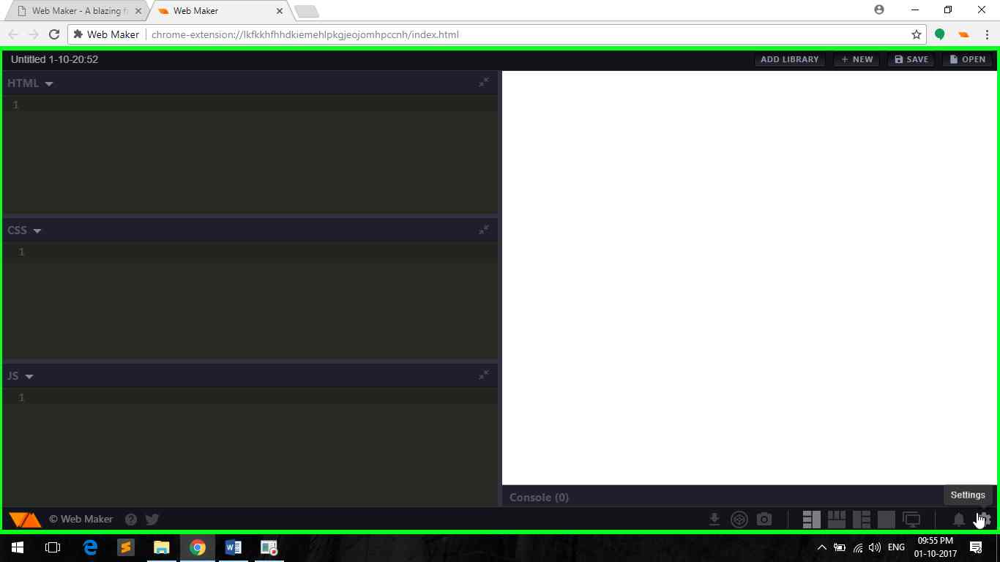 Web Maker - A blazing f
Web Maker
Web Maker
chrome-extension://lkfkkhfhhdkiemehlpkgjeojomhpccnh/index.html
Untitled 1-10-20:52
ADD LIBRARY
+ NEW
SAVE
OPEN
HTML
1
CSS
1
JS
1
Console (0)
Settings
© Web Maker
?
ENG
09:55 PM
01-10-2017